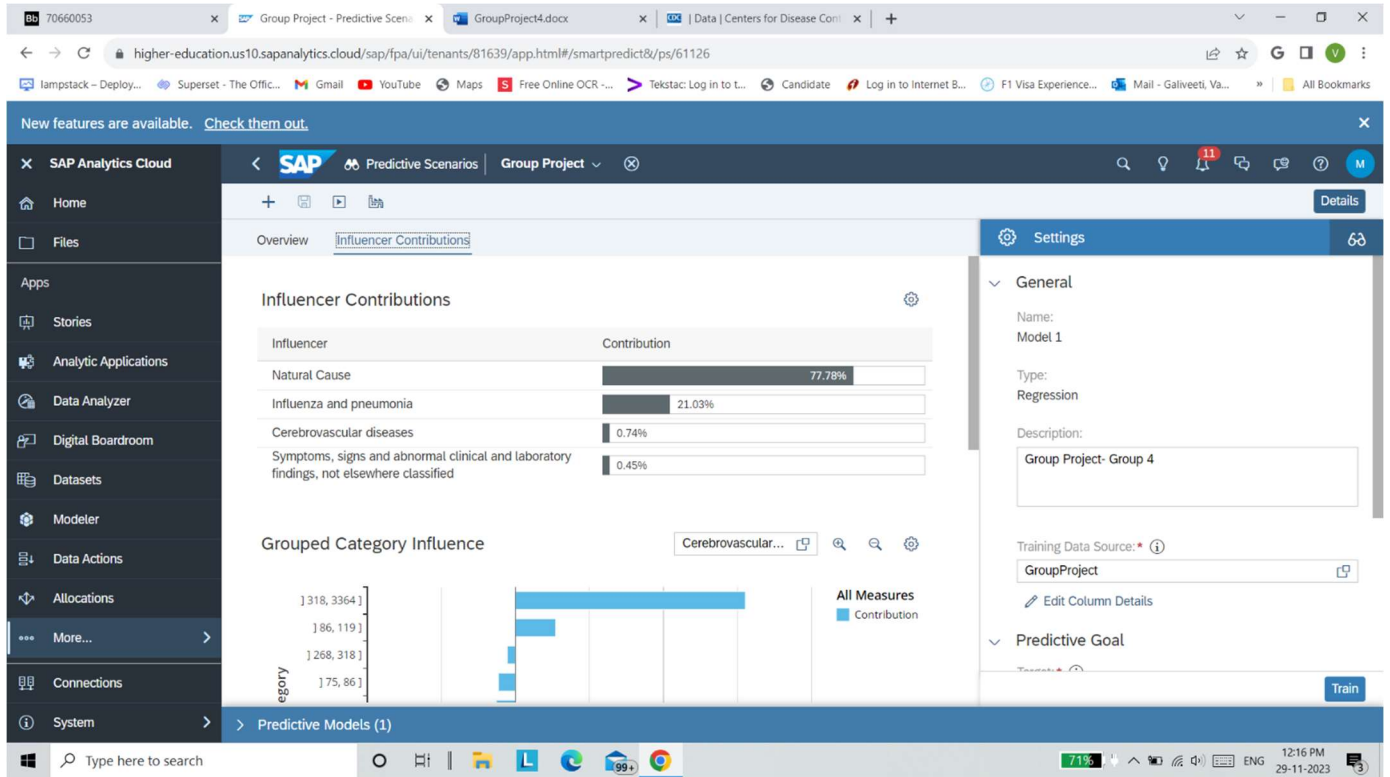 Bb 70660053
Group Project - Predictive Scena
GroupProject4.docx
CDC | Data | Centers for Disease Cont
higher-education.us10.sapanalytics.cloud/sap/fpa/ui/tenants/81639/app.html#/smartpredict&/ps/61126
G
V
lampstack – Deploy...
Superset - The Offic...
Gmail
YouTube
Maps
S Free Online OCR -...
Tekstac: Log in to t...
Candidate
Log in to Internet B...
F1 Visa Experience...
Mail - Galiveeti, Va...
»
All Bookmarks
New features are available. Check them out.
SAP Analytics Cloud
SAP Predictive Scenarios Group Project
11
M
Home
Files
Apps
Stories
Analytic Applications
Data Analyzer
Digital Boardroom
Datasets
Modeler
Data Actions
Allocations
More...
Connections
System
Details
Overview Influencer Contributions
Influencer Contributions
Influencer Contribution
Natural Cause 77.78%
Influenza and pneumonia 21.03%
Cerebrovascular diseases 0.74%
Symptoms, signs and abnormal clinical and laboratory
findings, not elsewhere classified 0.45%
Grouped Category Influence
Cerebrovascular...
] 318, 3364 ]
] 86, 119 ]
] 268, 318 ]
] 75, 86 ]
egory
All Measures
Contribution
Settings
General
Name:
Model 1
Type:
Regression
Description:
Group Project- Group 4
Training Data Source:*
GroupProject
Edit Column Details
Predictive Goal
Train
Predictive Models (1)
Type here to search
L
99+
71%
ENG
12:16 PM
29-11-2023
3